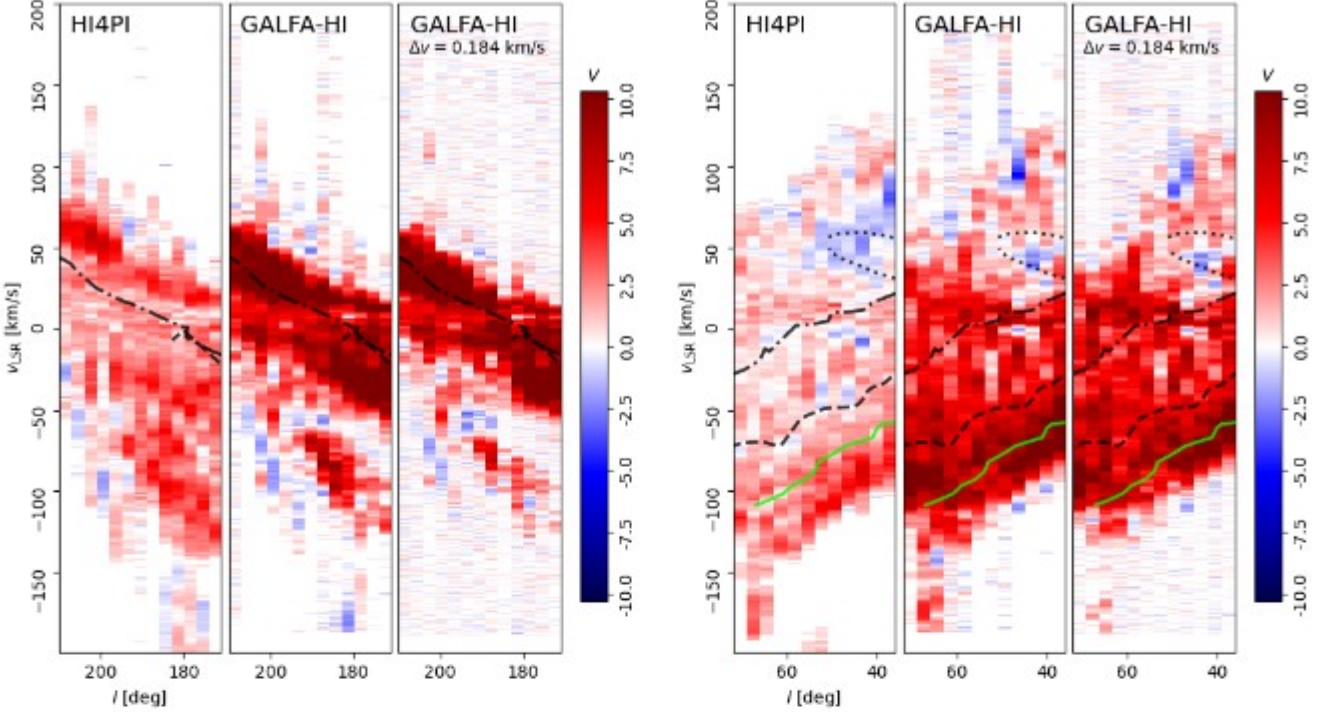 HI4PI
GALFA-HI
GALFA-HI
Δv = 0.184 km/s
200
150
100
50
0
−50
−100
−150
v_LSR [km/s]
200 180
200 180
200 180
l [deg]
V
10.0
7.5
5.0
2.5
0.0
-2.5
-5.0
-7.5
-10.0
HI4PI
GALFA-HI
GALFA-HI
Δv = 0.184 km/s
200
150
100
50
0
−50
−100
−150
v_LSR [km/s]
60 40
60 40
60 40
l [deg]
V
10.0
7.5
5.0
2.5
0.0
-2.5
-5.0
-7.5
-10.0